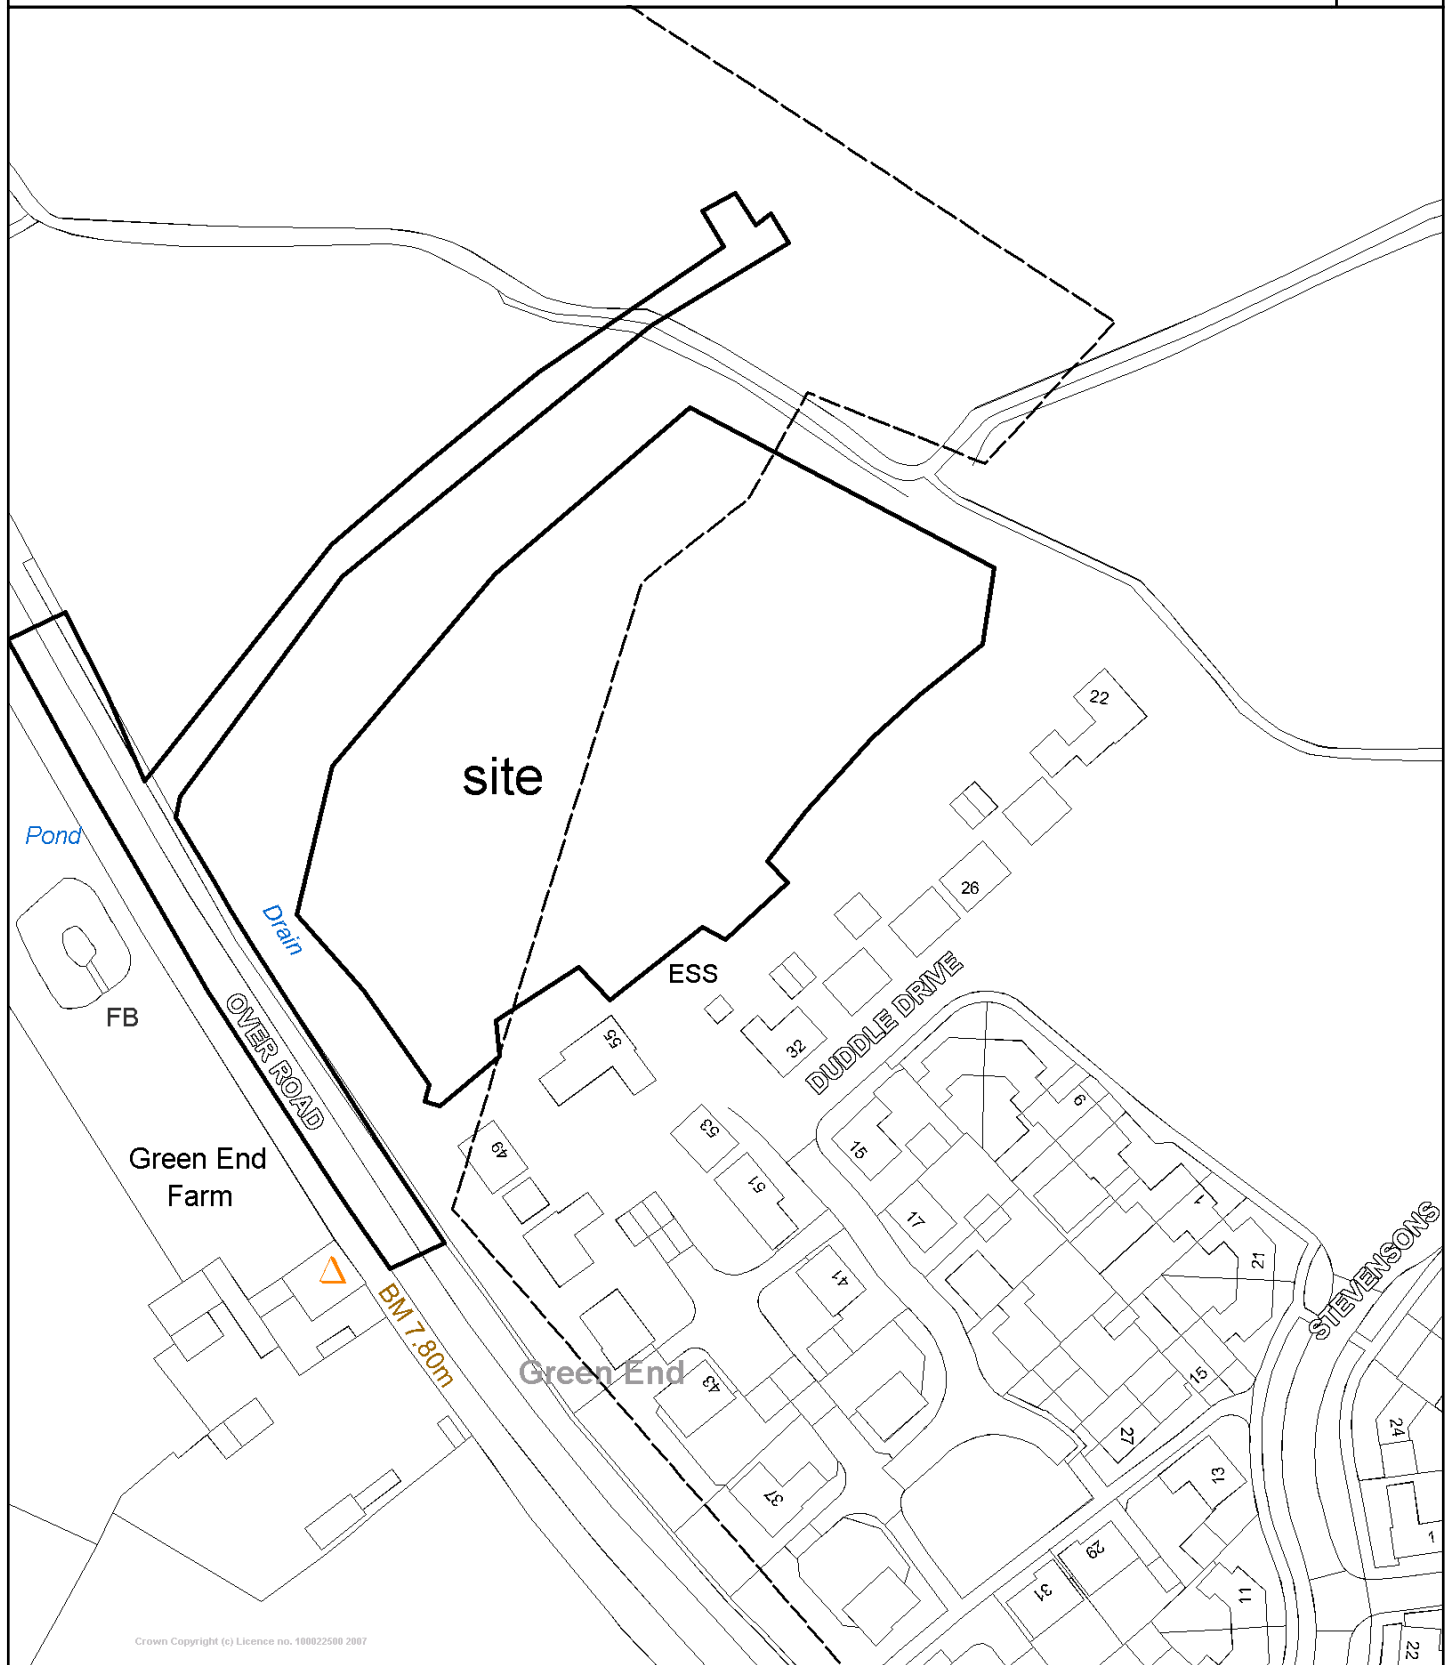 22
site
Pond
26
Drain
ESS
DUDDLE DRIVE
FB
OVER ROAD
55
32
9
53
49
15
Green End
Farm
51
1
17
STEVENSONS
21
41
BM 7.80m
Green End
43
15
24
27
13
37
1
29
31
11
22
Crown Copyright (c) Licence no. 100022500 2007